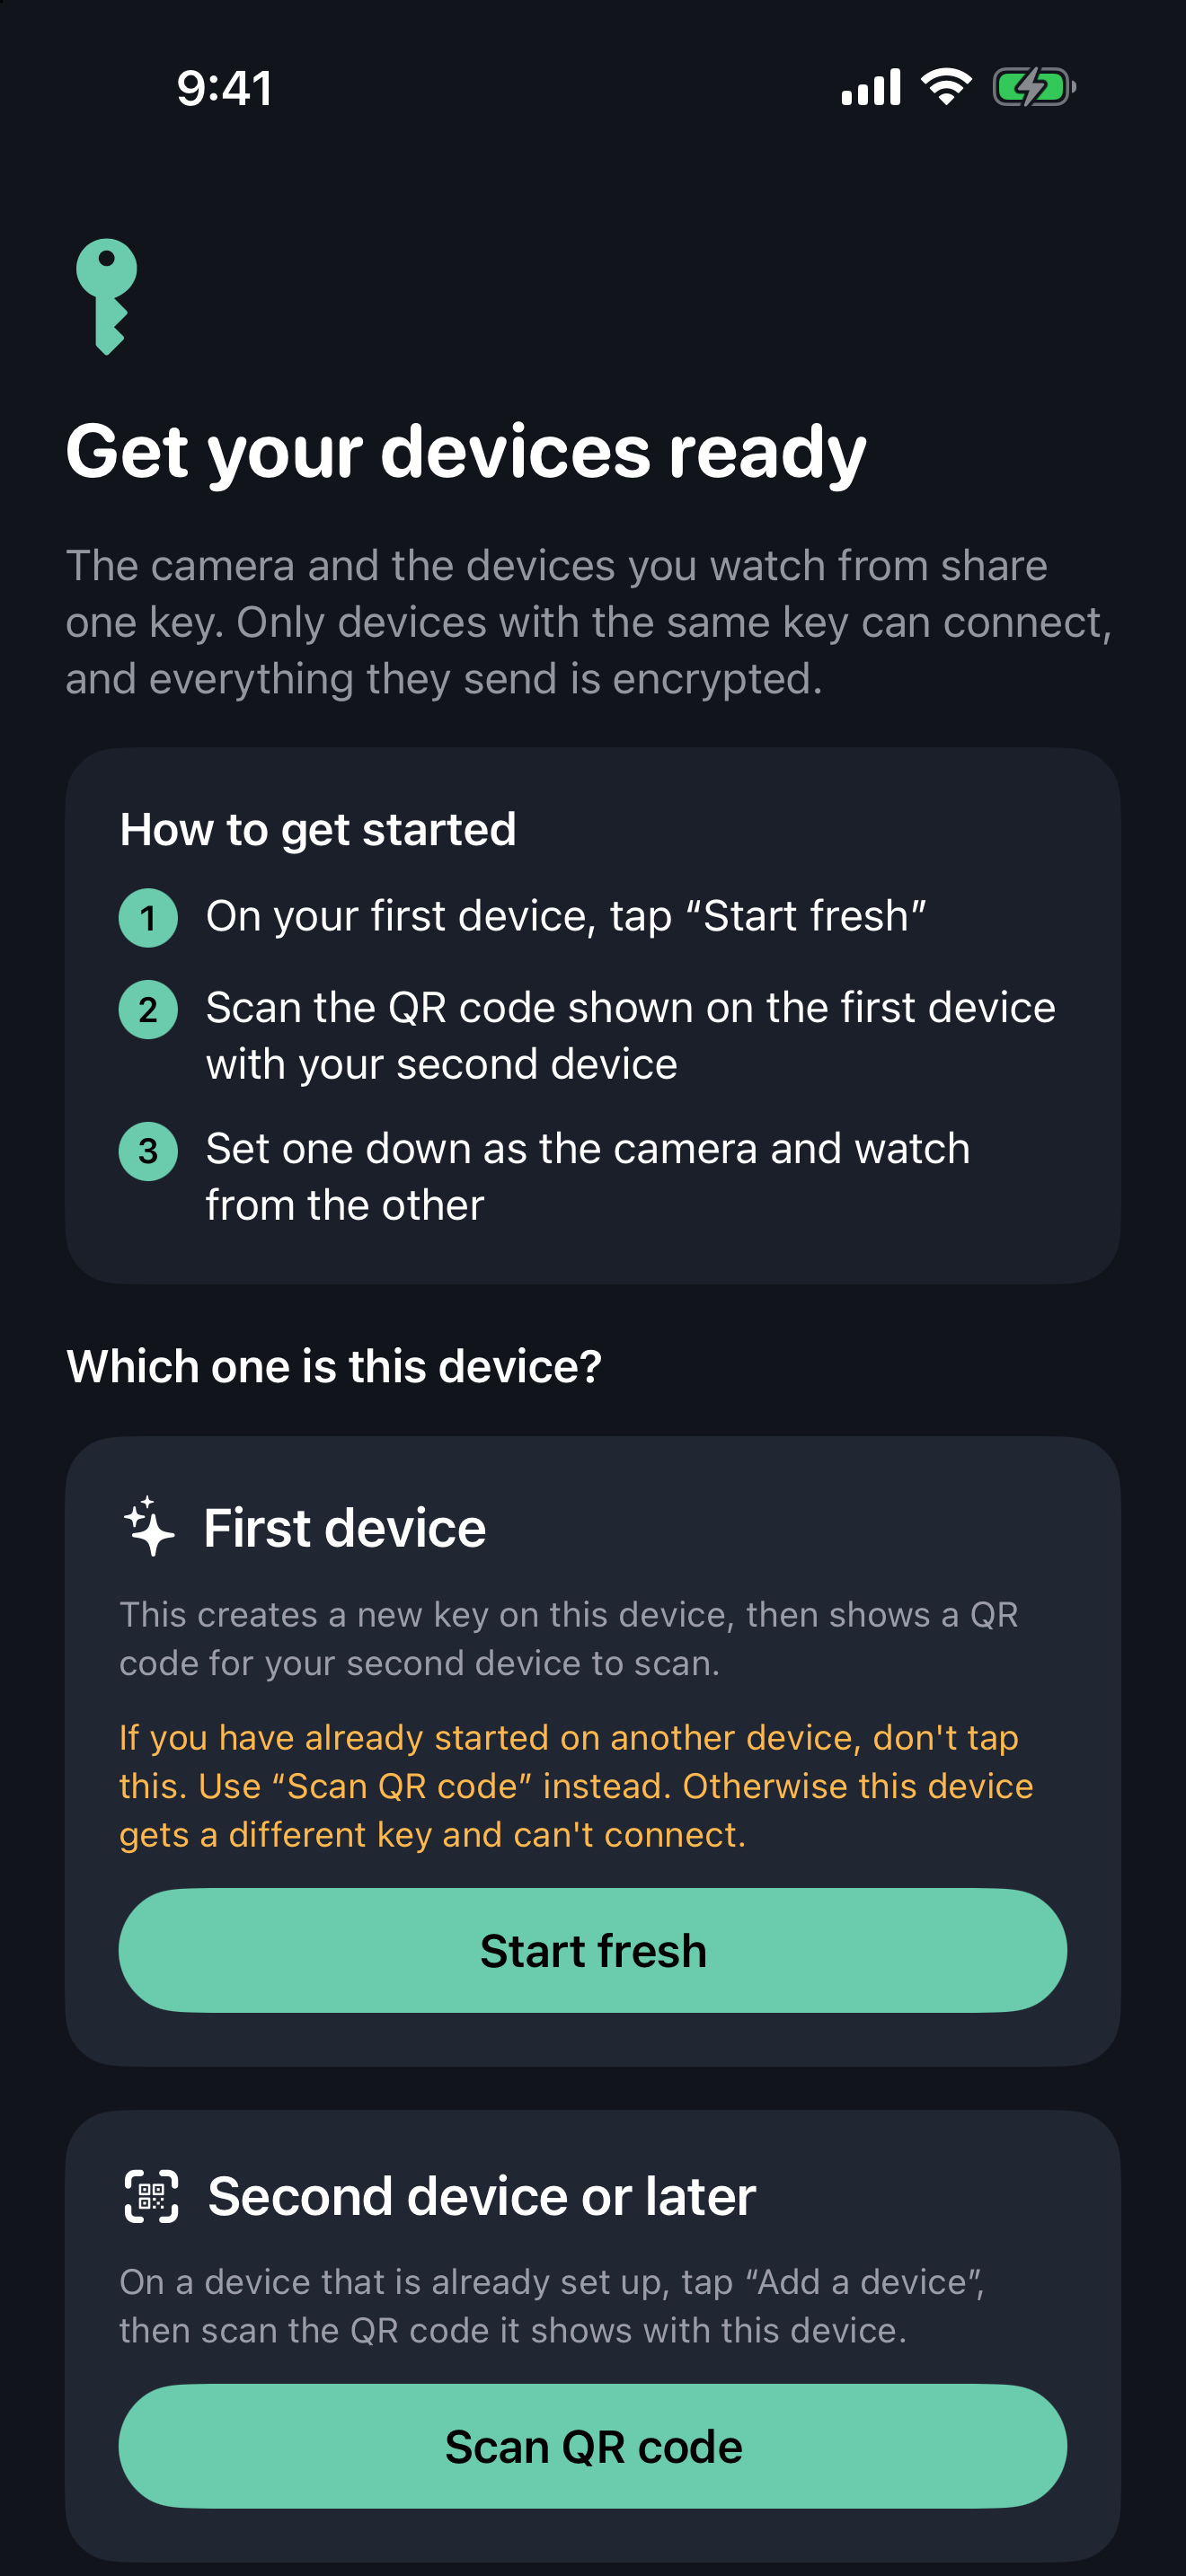 9:41
Get your devices ready
The camera and the devices you watch from share
one key. Only devices with the same key can connect,
and everything they send is encrypted.
How to get started
1 On your first device, tap “Start fresh”
2 Scan the QR code shown on the first device
with your second device
3 Set one down as the camera and watch
from the other
Which one is this device?
First device
This creates a new key on this device, then shows a QR
code for your second device to scan.
If you have already started on another device, don't tap
this. Use “Scan QR code” instead. Otherwise this device
gets a different key and can't connect.
Start fresh
Second device or later
On a device that is already set up, tap “Add a device”,
then scan the QR code it shows with this device.
Scan QR code